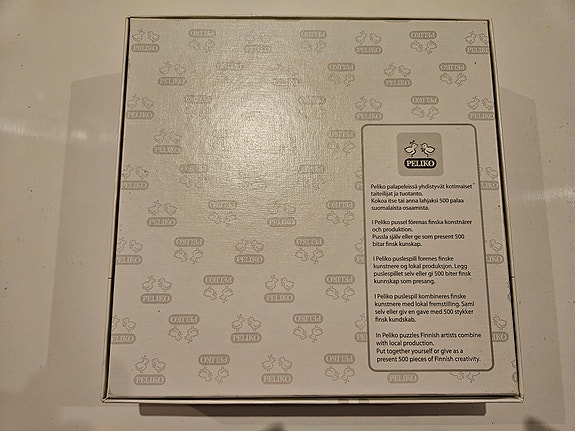 PELIKO
Peliko palapeleissä yhdistyvät kotimaiset
taiteilijat ja tuotanto.
Kokoa itse tai anna lahjaksi 500 palaa
suomalaista osaamista.
I Peliko pussel förenas finska konstnärer
och produktion.
Pussla själv eller ge som present 500
bitar finsk kunskap.
I Peliko puslespill forenes finske
kunstnere og lokal produksjon. Legg
puslespillet selv eller gi 500 biter finsk
kunnskap som presang.
I Peliko puslespil kombineres finske
kunstnere med lokal fremstilling. Saml
selv eller giv en gave med 500 stykker
finsk kundskab.
In Peliko puzzles Finnish artists combine
with local production.
Put together yourself or give as a
present 500 pieces of Finnish creativity.